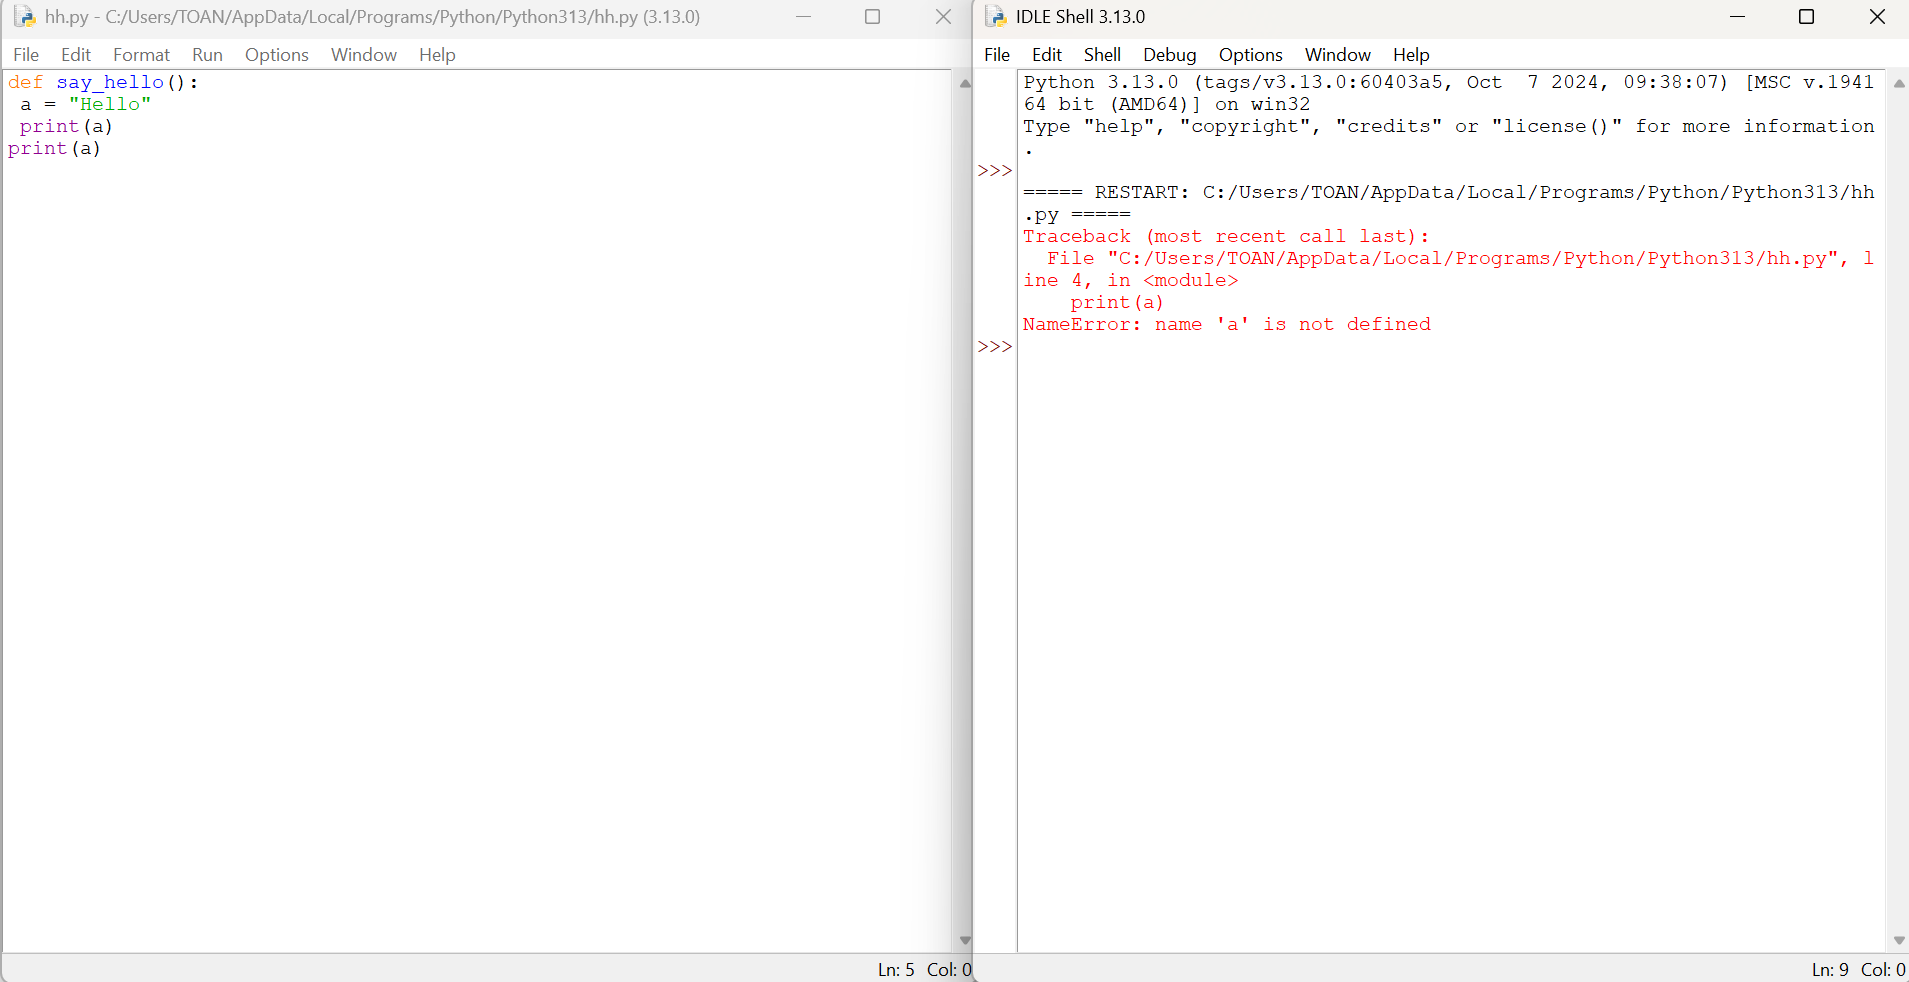 hh.py - C:/Users/TOAN/AppData/Local/Programs/Python/Python313/hh.py (3.13.0)
File Edit Format Run Options Window Help
def say_hello():
 a = "Hello"
 print(a)
print(a)
Ln: 5 Col: 0
IDLE Shell 3.13.0
File Edit Shell Debug Options Window Help
Python 3.13.0 (tags/v3.13.0:60403a5, Oct  7 2024, 09:38:07) [MSC v.1941
64 bit (AMD64)] on win32
Type "help", "copyright", "credits" or "license()" for more information
.
>>>
===== RESTART: C:/Users/TOAN/AppData/Local/Programs/Python/Python313/hh
.py =====
Traceback (most recent call last):
  File "C:/Users/TOAN/AppData/Local/Programs/Python/Python313/hh.py", l
ine 4, in <module>
    print(a)
NameError: name 'a' is not defined
>>>
Ln: 9 Col: 0